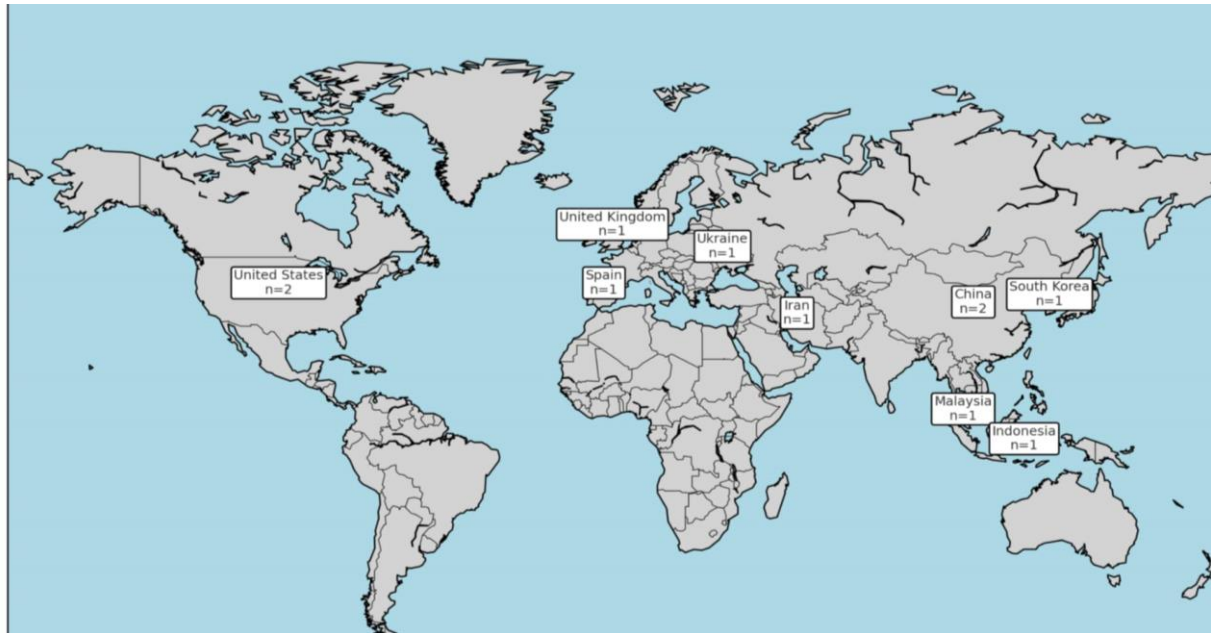 United Kingdom
n=1
Ukraine
n=1
United States
n=2
Spain
n=1
Iran
n=1
China
n=2
South Korea
n=1
Malaysia
n=1
Indonesia
n=1